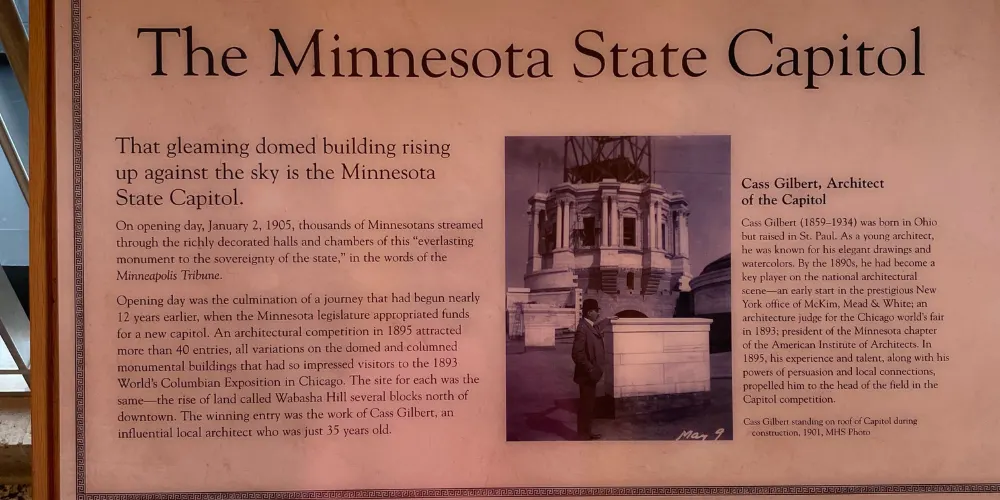 The Minnesota State Capitol
That gleaming domed building rising
up against the sky is the Minnesota
State Capitol.
On opening day, January 2, 1905, thousands of Minnesotans streamed
through the richly decorated halls and chambers of this “everlasting
monument to the sovereignty of the state,” in the words of the
Minneapolis Tribune.
Opening day was the culmination of a journey that had begun nearly
12 years earlier, when the Minnesota legislature appropriated funds
for a new capitol. An architectural competition in 1895 attracted
more than 40 entries, all variations on the domed and columned
monumental buildings that had so impressed visitors to the 1893
World’s Columbian Exposition in Chicago. The site for each was the
same—the rise of land called Wabasha Hill several blocks north of
downtown. The winning entry was the work of Cass Gilbert, an
influential local architect who was just 35 years old.
May 9
Cass Gilbert, Architect
of the Capitol
Cass Gilbert (1859–1934) was born in Ohio
but raised in St. Paul. As a young architect,
he was known for his elegant drawings and
watercolors. By the 1890s, he had become a
key player on the national architectural
scene—an early start in the prestigious New
York office of McKim, Mead & White; an
architecture judge for the Chicago world’s fair
in 1893; president of the Minnesota chapter
of the American Institute of Architects. In
1895, his experience and talent, along with his
powers of persuasion and local connections,
propelled him to the head of the field in the
Capitol competition.
Cass Gilbert standing on roof of Capitol during
construction, 1901, MHS Photo